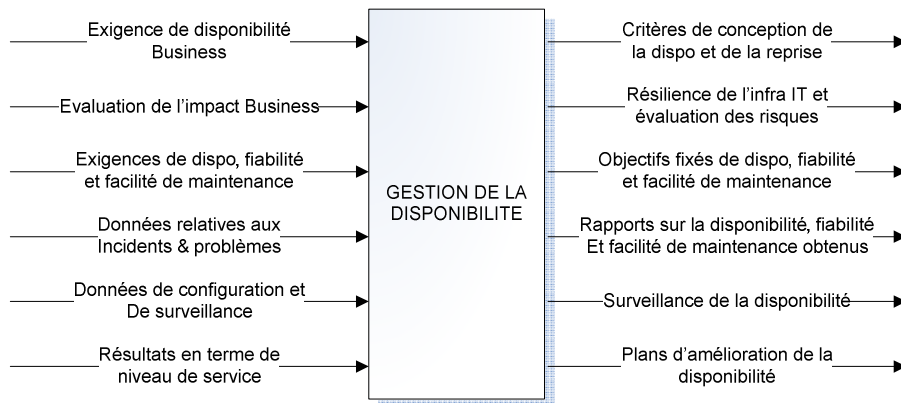 Exigence de disponibilité
Business
Evaluation de l'impact Business
Exigences de dispo, fiabilité
et facilité de maintenance
Données relatives aux
Incidents & problèmes
Données de configuration et
De surveillance
Résultats en terme de
niveau de service
GESTION DE LA
DISPONIBILITE
Critères de conception de
la dispo et de la reprise
Résilience de l'infra IT et
évaluation des risques
Objectifs fixés de dispo, fiabilité
et facilité de maintenance
Rapports sur la disponibilité, fiabilité
Et facilité de maintenance obtenus
Surveillance de la disponibilité
Plans d'amélioration de la
disponibilité